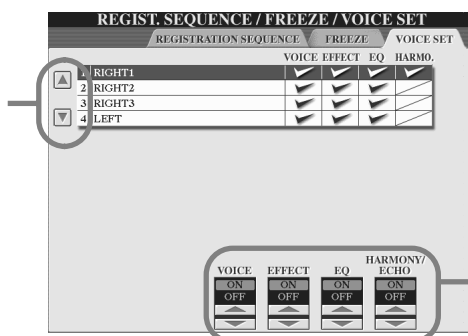 REGIST. SEQUENCE / FREEZE / VOICE SET
REGISTRATION SEQUENCE FREEZE VOICE SET
VOICE EFFECT EQ HARMO.
1 RIGHT1
2 RIGHT2
3 RIGHT3
4 LEFT
VOICE EFFECT EQ HARMONY/
ECHO
ON ON ON ON
OFF OFF OFF OFF